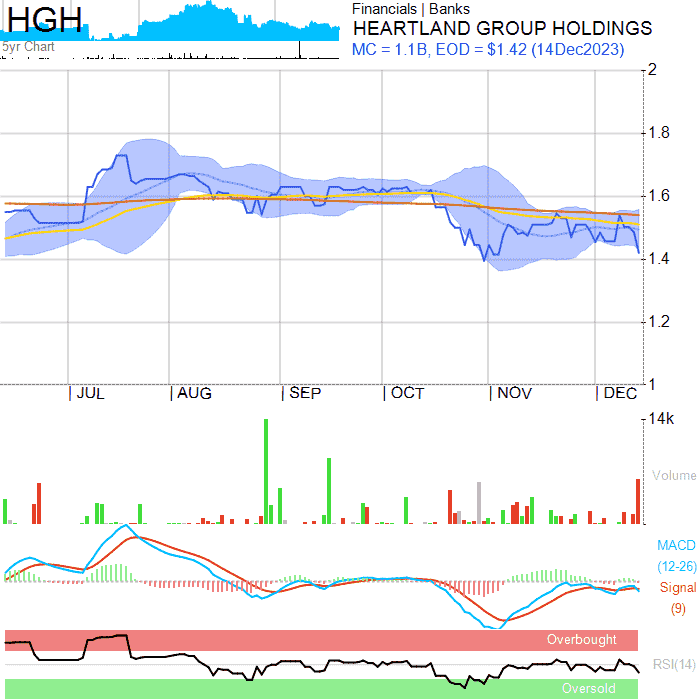 HGH
5yr Chart
Financials | Banks
HEARTLAND GROUP HOLDINGS
MC = 1.1B, EOD = $1.42 (14Dec2023)
2
1.8
1.6
1.4
1.2
1
| JUL | AUG | SEP | OCT | NOV | DEC
14k
Volume
MACD
(12-26)
Signal
(9)
Overbought
RSI(14)
Oversold